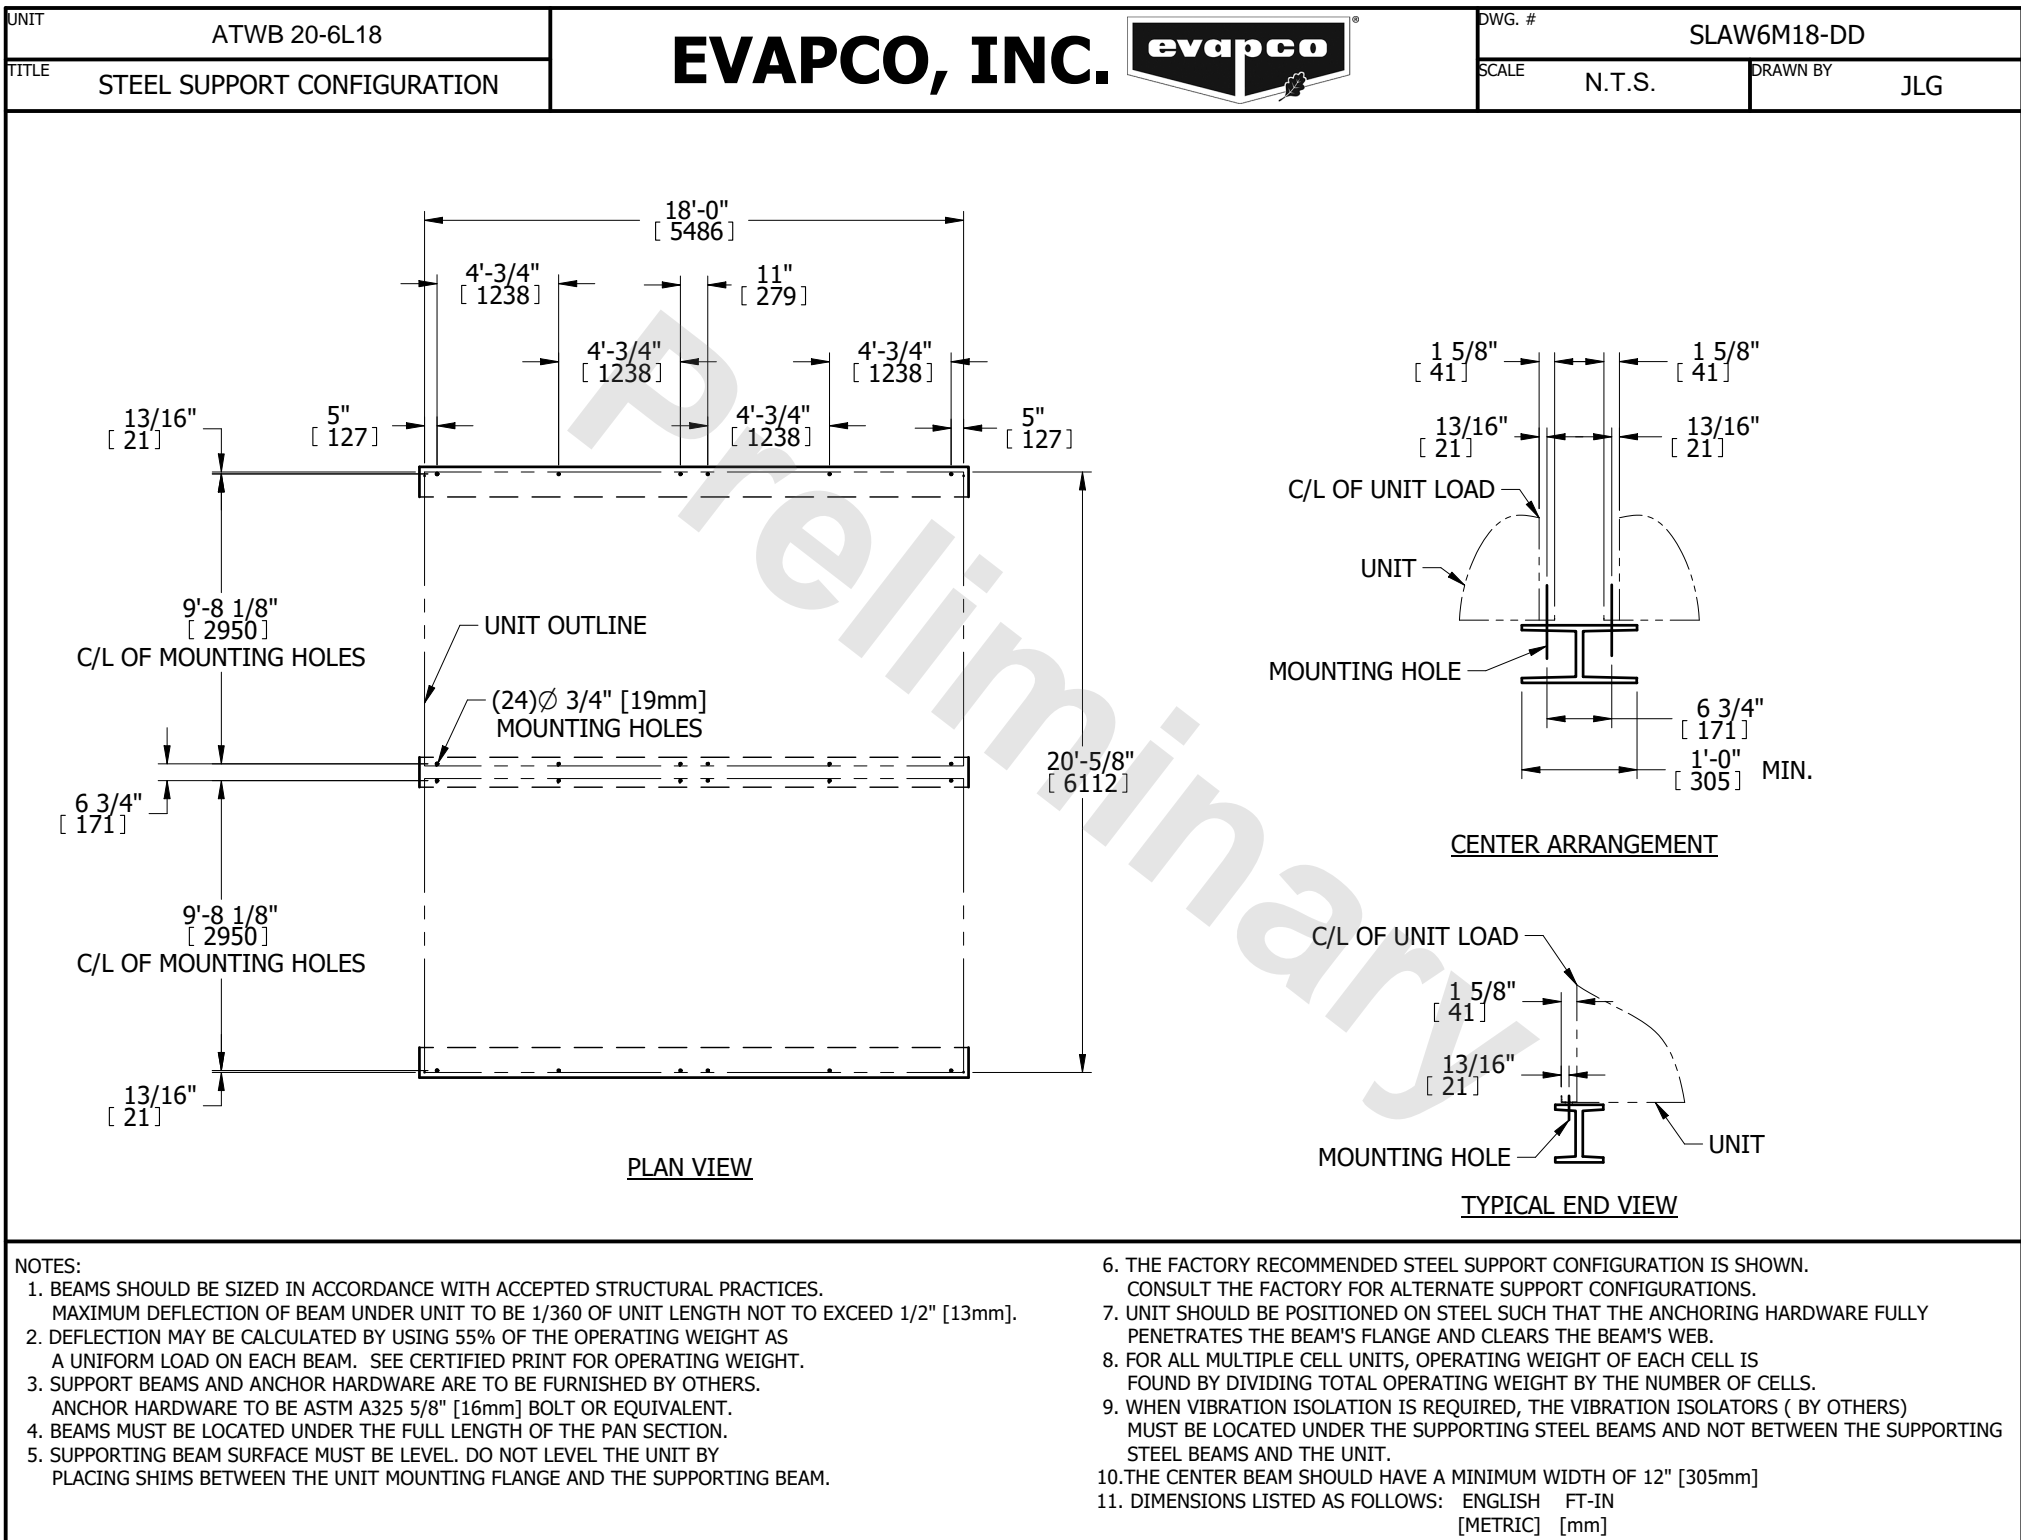 UNIT
ATWB 20-6L18
TITLE
STEEL SUPPORT CONFIGURATION
EVAPCO, INC.
evapco
®
DWG. #
SLAW6M18-DD
SCALE
N.T.S.
DRAWN BY
JLG
18'-0"
[ 5486 ]
4'-3/4"
[ 1238 ]
11"
[ 279 ]
4'-3/4"
[ 1238 ]
4'-3/4"
[ 1238 ]
13/16"
[ 21 ]
5"
[ 127 ]
4'-3/4"
[ 1238 ]
5"
[ 127 ]
9'-8 1/8"
[ 2950 ]
C/L OF MOUNTING HOLES
UNIT OUTLINE
(24)Ø 3/4" [19mm]
MOUNTING HOLES
6 3/4"
[ 171 ]
20'-5/8"
[ 6112 ]
9'-8 1/8"
[ 2950 ]
C/L OF MOUNTING HOLES
13/16"
[ 21 ]
PLAN VIEW
Preliminary
1 5/8"
[ 41 ]
1 5/8"
[ 41 ]
13/16"
[ 21 ]
13/16"
[ 21 ]
C/L OF UNIT LOAD
UNIT
MOUNTING HOLE
6 3/4"
[ 171 ]
1'-0"
[ 305 ] MIN.
CENTER ARRANGEMENT
C/L OF UNIT LOAD
1 5/8"
[ 41 ]
13/16"
[ 21 ]
MOUNTING HOLE
UNIT
TYPICAL END VIEW
NOTES:
1. BEAMS SHOULD BE SIZED IN ACCORDANCE WITH ACCEPTED STRUCTURAL PRACTICES.
MAXIMUM DEFLECTION OF BEAM UNDER UNIT TO BE 1/360 OF UNIT LENGTH NOT TO EXCEED 1/2" [13mm].
2. DEFLECTION MAY BE CALCULATED BY USING 55% OF THE OPERATING WEIGHT AS
A UNIFORM LOAD ON EACH BEAM. SEE CERTIFIED PRINT FOR OPERATING WEIGHT.
3. SUPPORT BEAMS AND ANCHOR HARDWARE ARE TO BE FURNISHED BY OTHERS.
ANCHOR HARDWARE TO BE ASTM A325 5/8" [16mm] BOLT OR EQUIVALENT.
4. BEAMS MUST BE LOCATED UNDER THE FULL LENGTH OF THE PAN SECTION.
5. SUPPORTING BEAM SURFACE MUST BE LEVEL. DO NOT LEVEL THE UNIT BY
PLACING SHIMS BETWEEN THE UNIT MOUNTING FLANGE AND THE SUPPORTING BEAM.
6. THE FACTORY RECOMMENDED STEEL SUPPORT CONFIGURATION IS SHOWN.
CONSULT THE FACTORY FOR ALTERNATE SUPPORT CONFIGURATIONS.
7. UNIT SHOULD BE POSITIONED ON STEEL SUCH THAT THE ANCHORING HARDWARE FULLY
PENETRATES THE BEAM'S FLANGE AND CLEARS THE BEAM'S WEB.
8. FOR ALL MULTIPLE CELL UNITS, OPERATING WEIGHT OF EACH CELL IS
FOUND BY DIVIDING TOTAL OPERATING WEIGHT BY THE NUMBER OF CELLS.
9. WHEN VIBRATION ISOLATION IS REQUIRED, THE VIBRATION ISOLATORS ( BY OTHERS)
MUST BE LOCATED UNDER THE SUPPORTING STEEL BEAMS AND NOT BETWEEN THE SUPPORTING
STEEL BEAMS AND THE UNIT.
10.THE CENTER BEAM SHOULD HAVE A MINIMUM WIDTH OF 12" [305mm]
11. DIMENSIONS LISTED AS FOLLOWS: ENGLISH FT-IN
[METRIC] [mm]